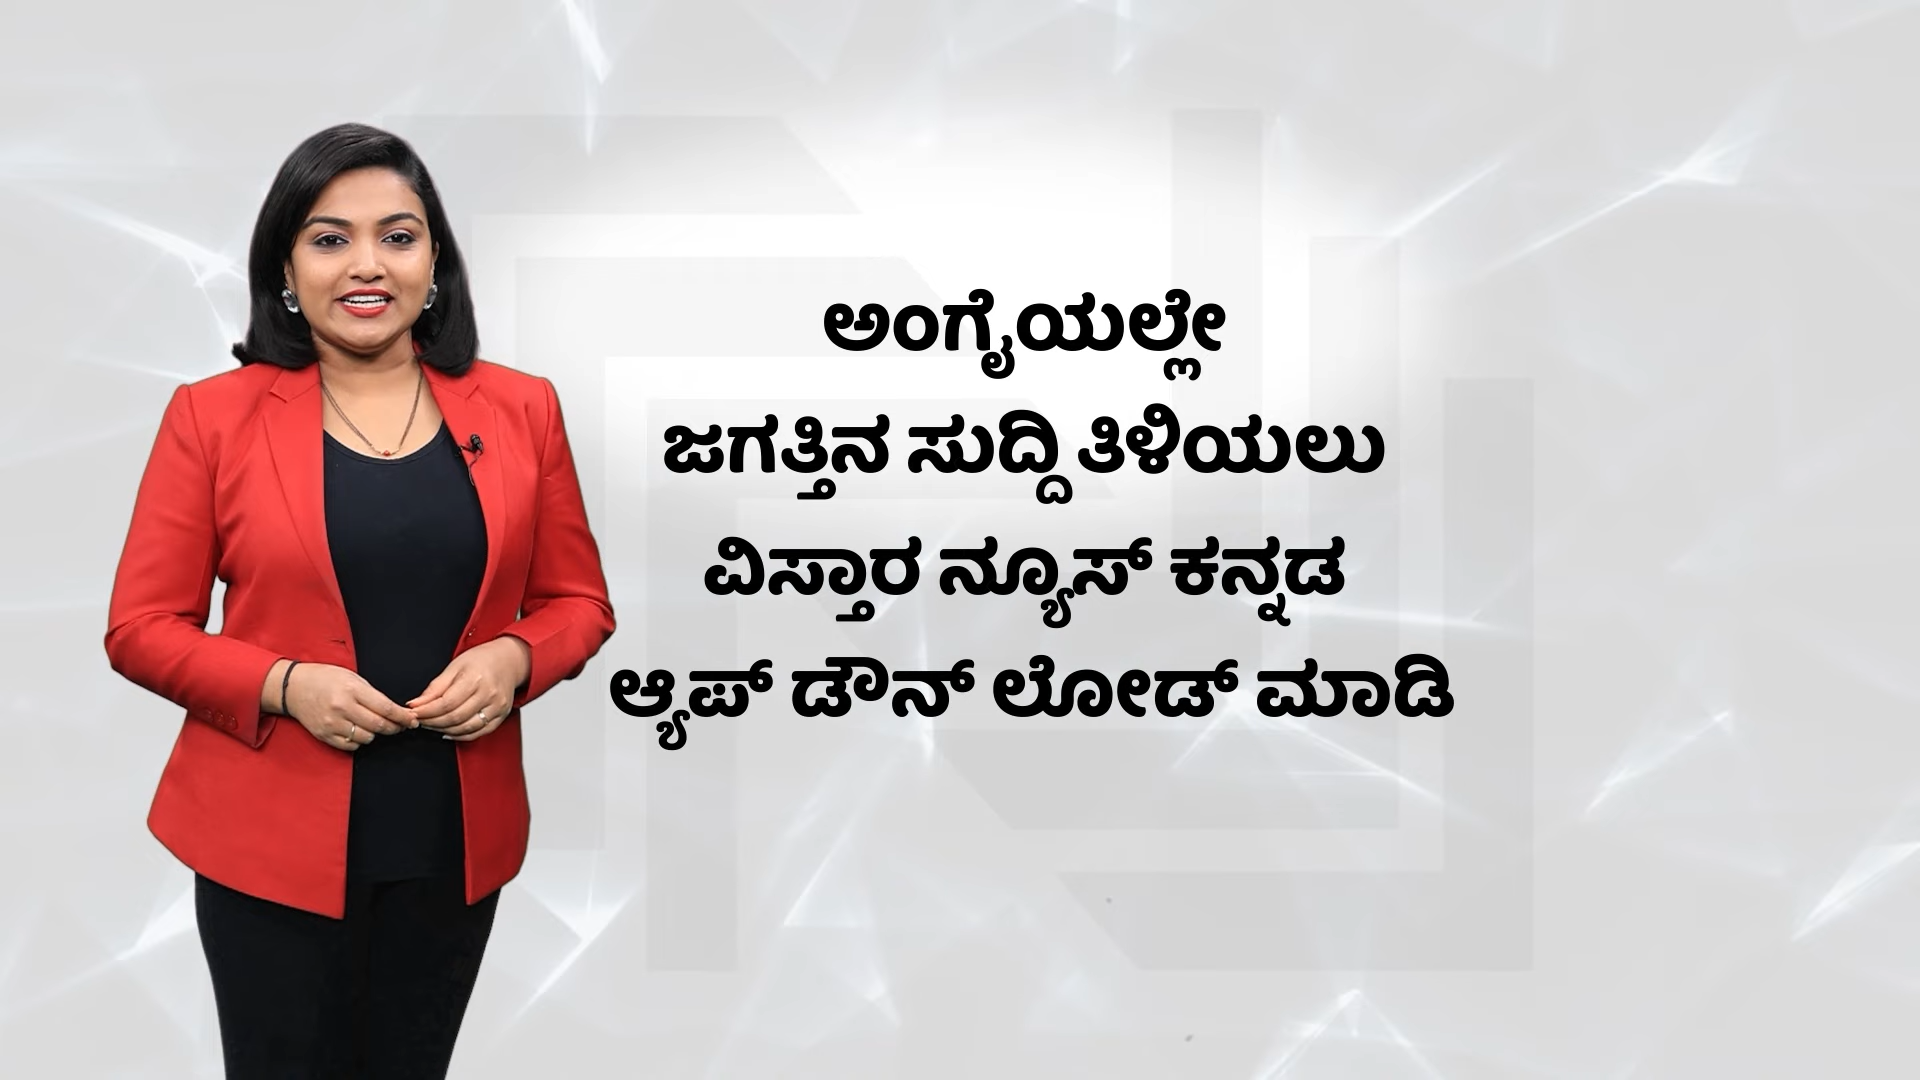 ಅಂಗೈಯಲ್ಲೇ
ಜಗತ್ತಿನ ಸುದ್ದಿ ತಿಳಿಯಲು
ವಿಸ್ತಾರ ನ್ಯೂಸ್ ಕನ್ನಡ
ಆ್ಯಪ್ ಡೌನ್ ಲೋಡ್ ಮಾಡಿ